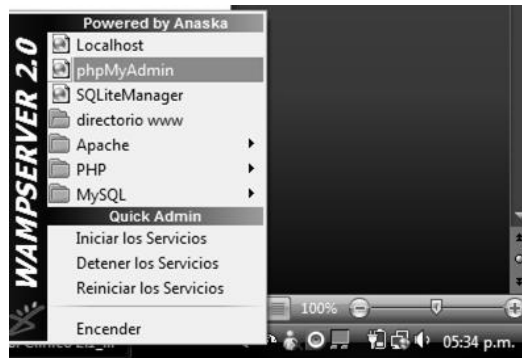 Powered by Anaska
WAMPSERVER 2.0
Localhost
phpMyAdmin
SQLiteManager
directorio www
Apache
PHP
MySQL
Quick Admin
Iniciar los Servicios
Detener los Servicios
Reiniciar los Servicios
Encender
100%
05:34 p.m.